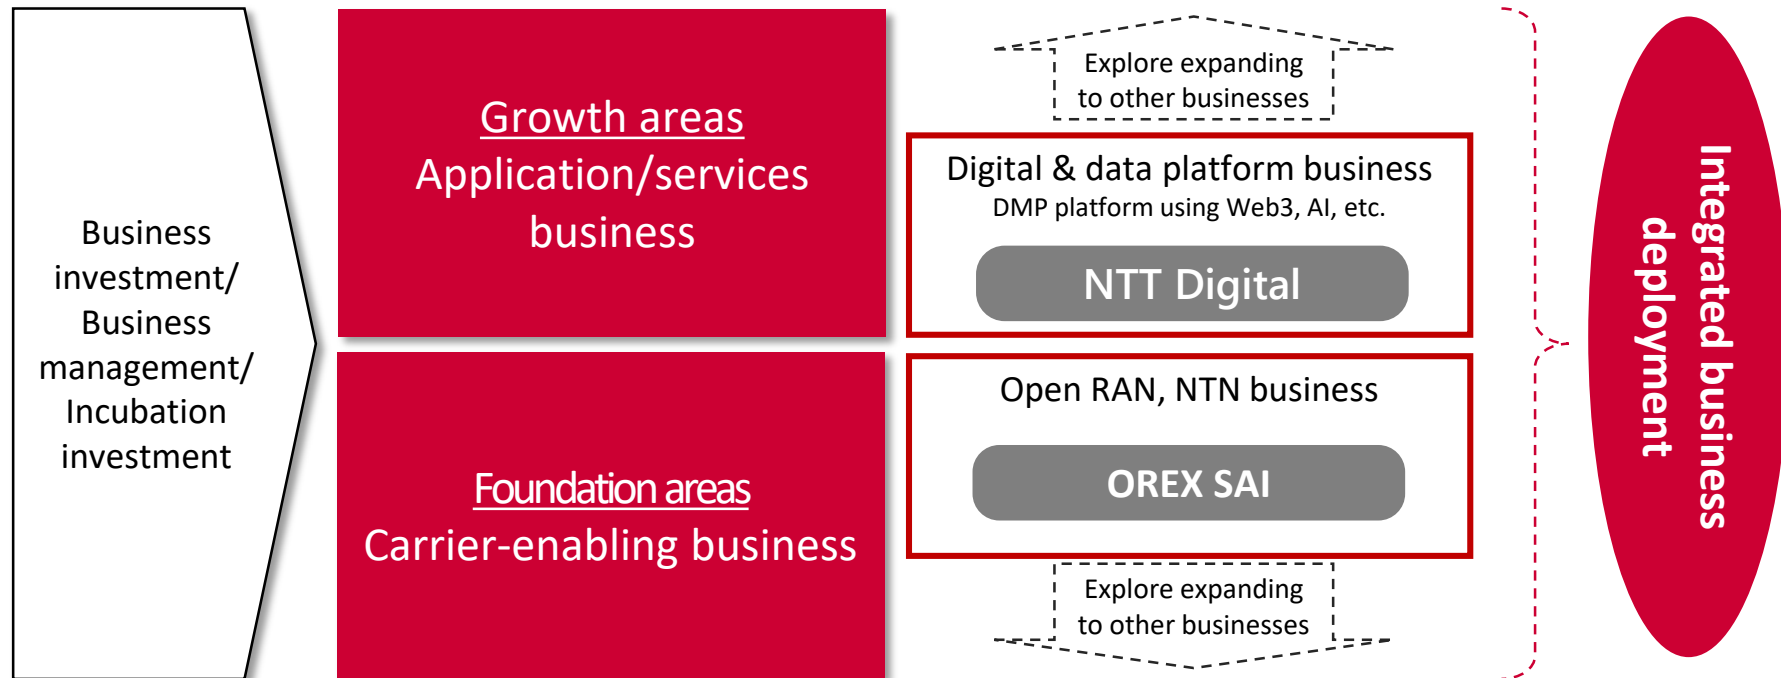 Business
investment/
Business
management/
Incubation
investment
Growth areas
Application/services
business
Foundation areas
Carrier-enabling business
Explore expanding
to other businesses
Digital & data platform business
DMP platform using Web3, AI, etc.
NTT Digital
Open RAN, NTN business
OREX SAI
Explore expanding
to other businesses
Integrated business
deployment